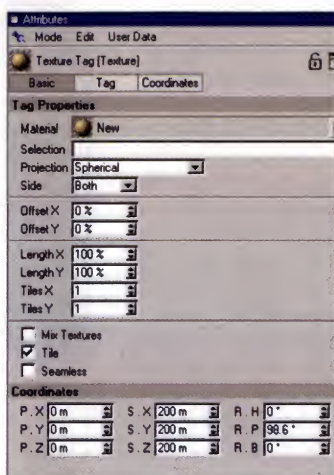 Attributes
Mode Edit User Data
Texture Tag [Texture]
Basic Tag Coordinates
Tag Properties
Material New
Selection
Projection Spherical
Side Both
Offset X 0 %
Offset Y 0 %
Length X 100 %
Length Y 100 %
Tiles X 1
Tiles Y 1
Mix Textures
Tile
Seamless
Coordinates
P . X 0 m S . X 200 m R . H 0 °
P . Y 0 m S . Y 200 m R . P 98.6 °
P . Z 0 m S . Z 200 m R . B 0 °